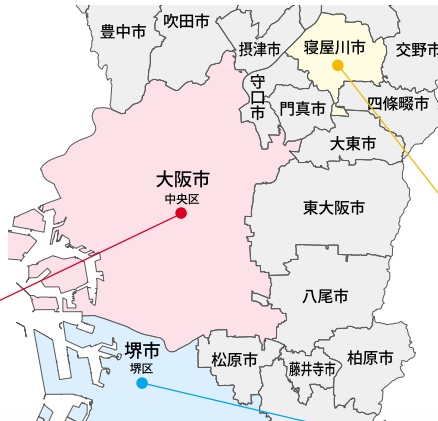 吹田市
豊中市
摂津市
寝屋川市
交野市
守口市
門真市
四條畷市
大東市
大阪市
中央区
東大阪市
八尾市
堺市
堺区
松原市
藤井寺市
柏原市